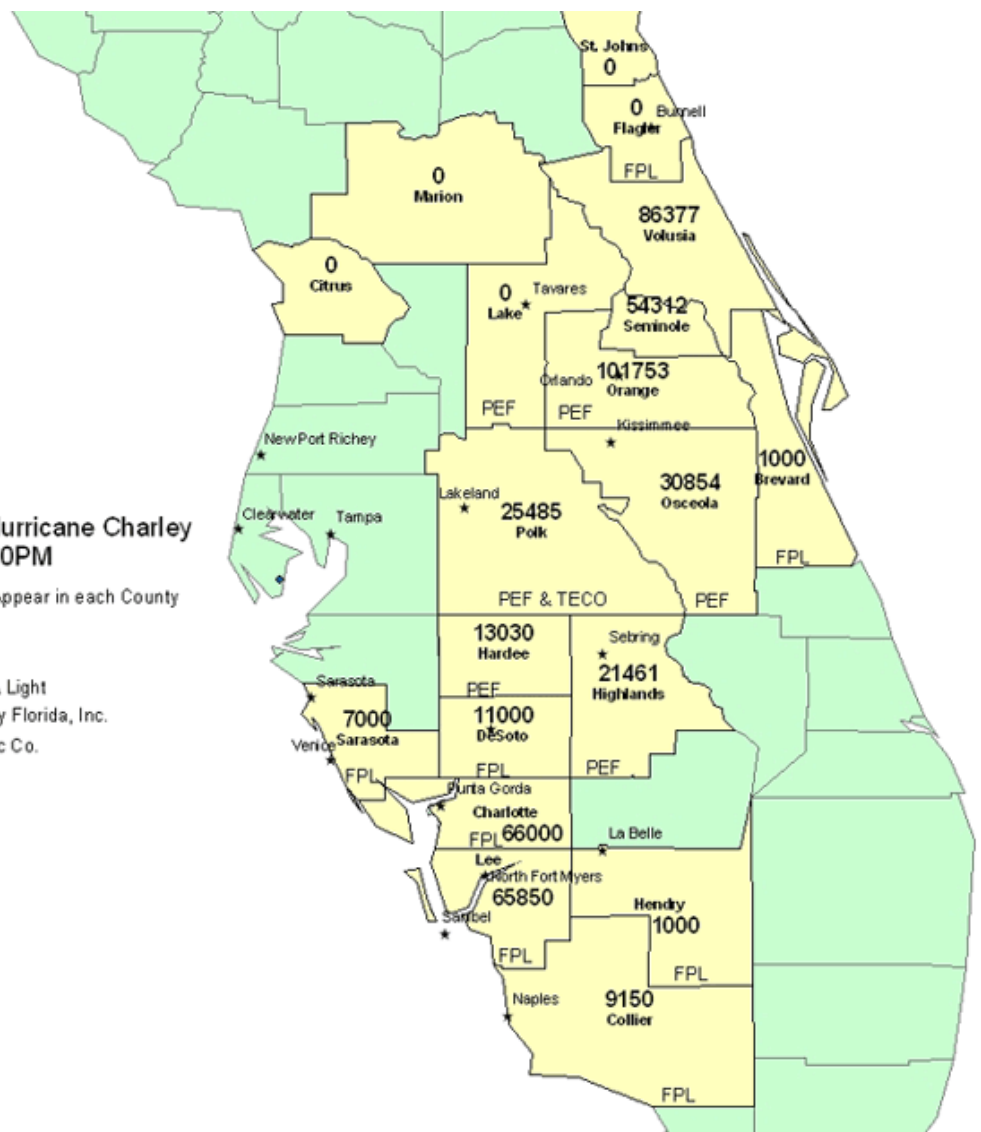 St. Johns
0
0
Bunnell
Flagler
FPL
0
Marion
86377
Volusia
0
Citrus
0
Tavares
Lake
54312
Seminole
101753
Orlando
Orange
PEF
PEF
Kissimmee
New Port Richey
1000
Brevard
30854
Osceola
Lakeland
25485
Polk
Clearwater
Tampa
Hurricane Charley
0PM
FPL
Appear in each County
PEF & TECO
PEF
13030
Hardee
Sebring
21461
Highlands
Light
y Florida, Inc.
c Co.
Sarasota
PEF
7000
Sarasota
11000
DeSoto
Venice
FPL
FPL
PEF
Punta Gorda
Charlotte
FPL 66000
La Belle
Lee
North Fort Myers
65850
Hendry
1000
Sanibel
FPL
FPL
Naples
9150
Collier
FPL